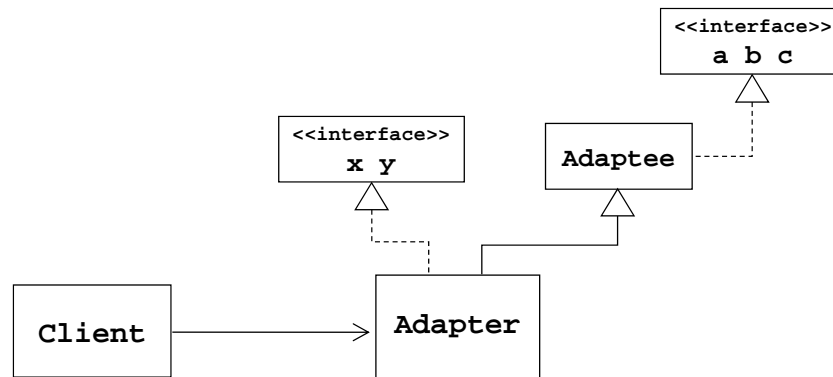 <<interface>>
a b c
<<interface>>
x y
Adaptee
Client
Adapter